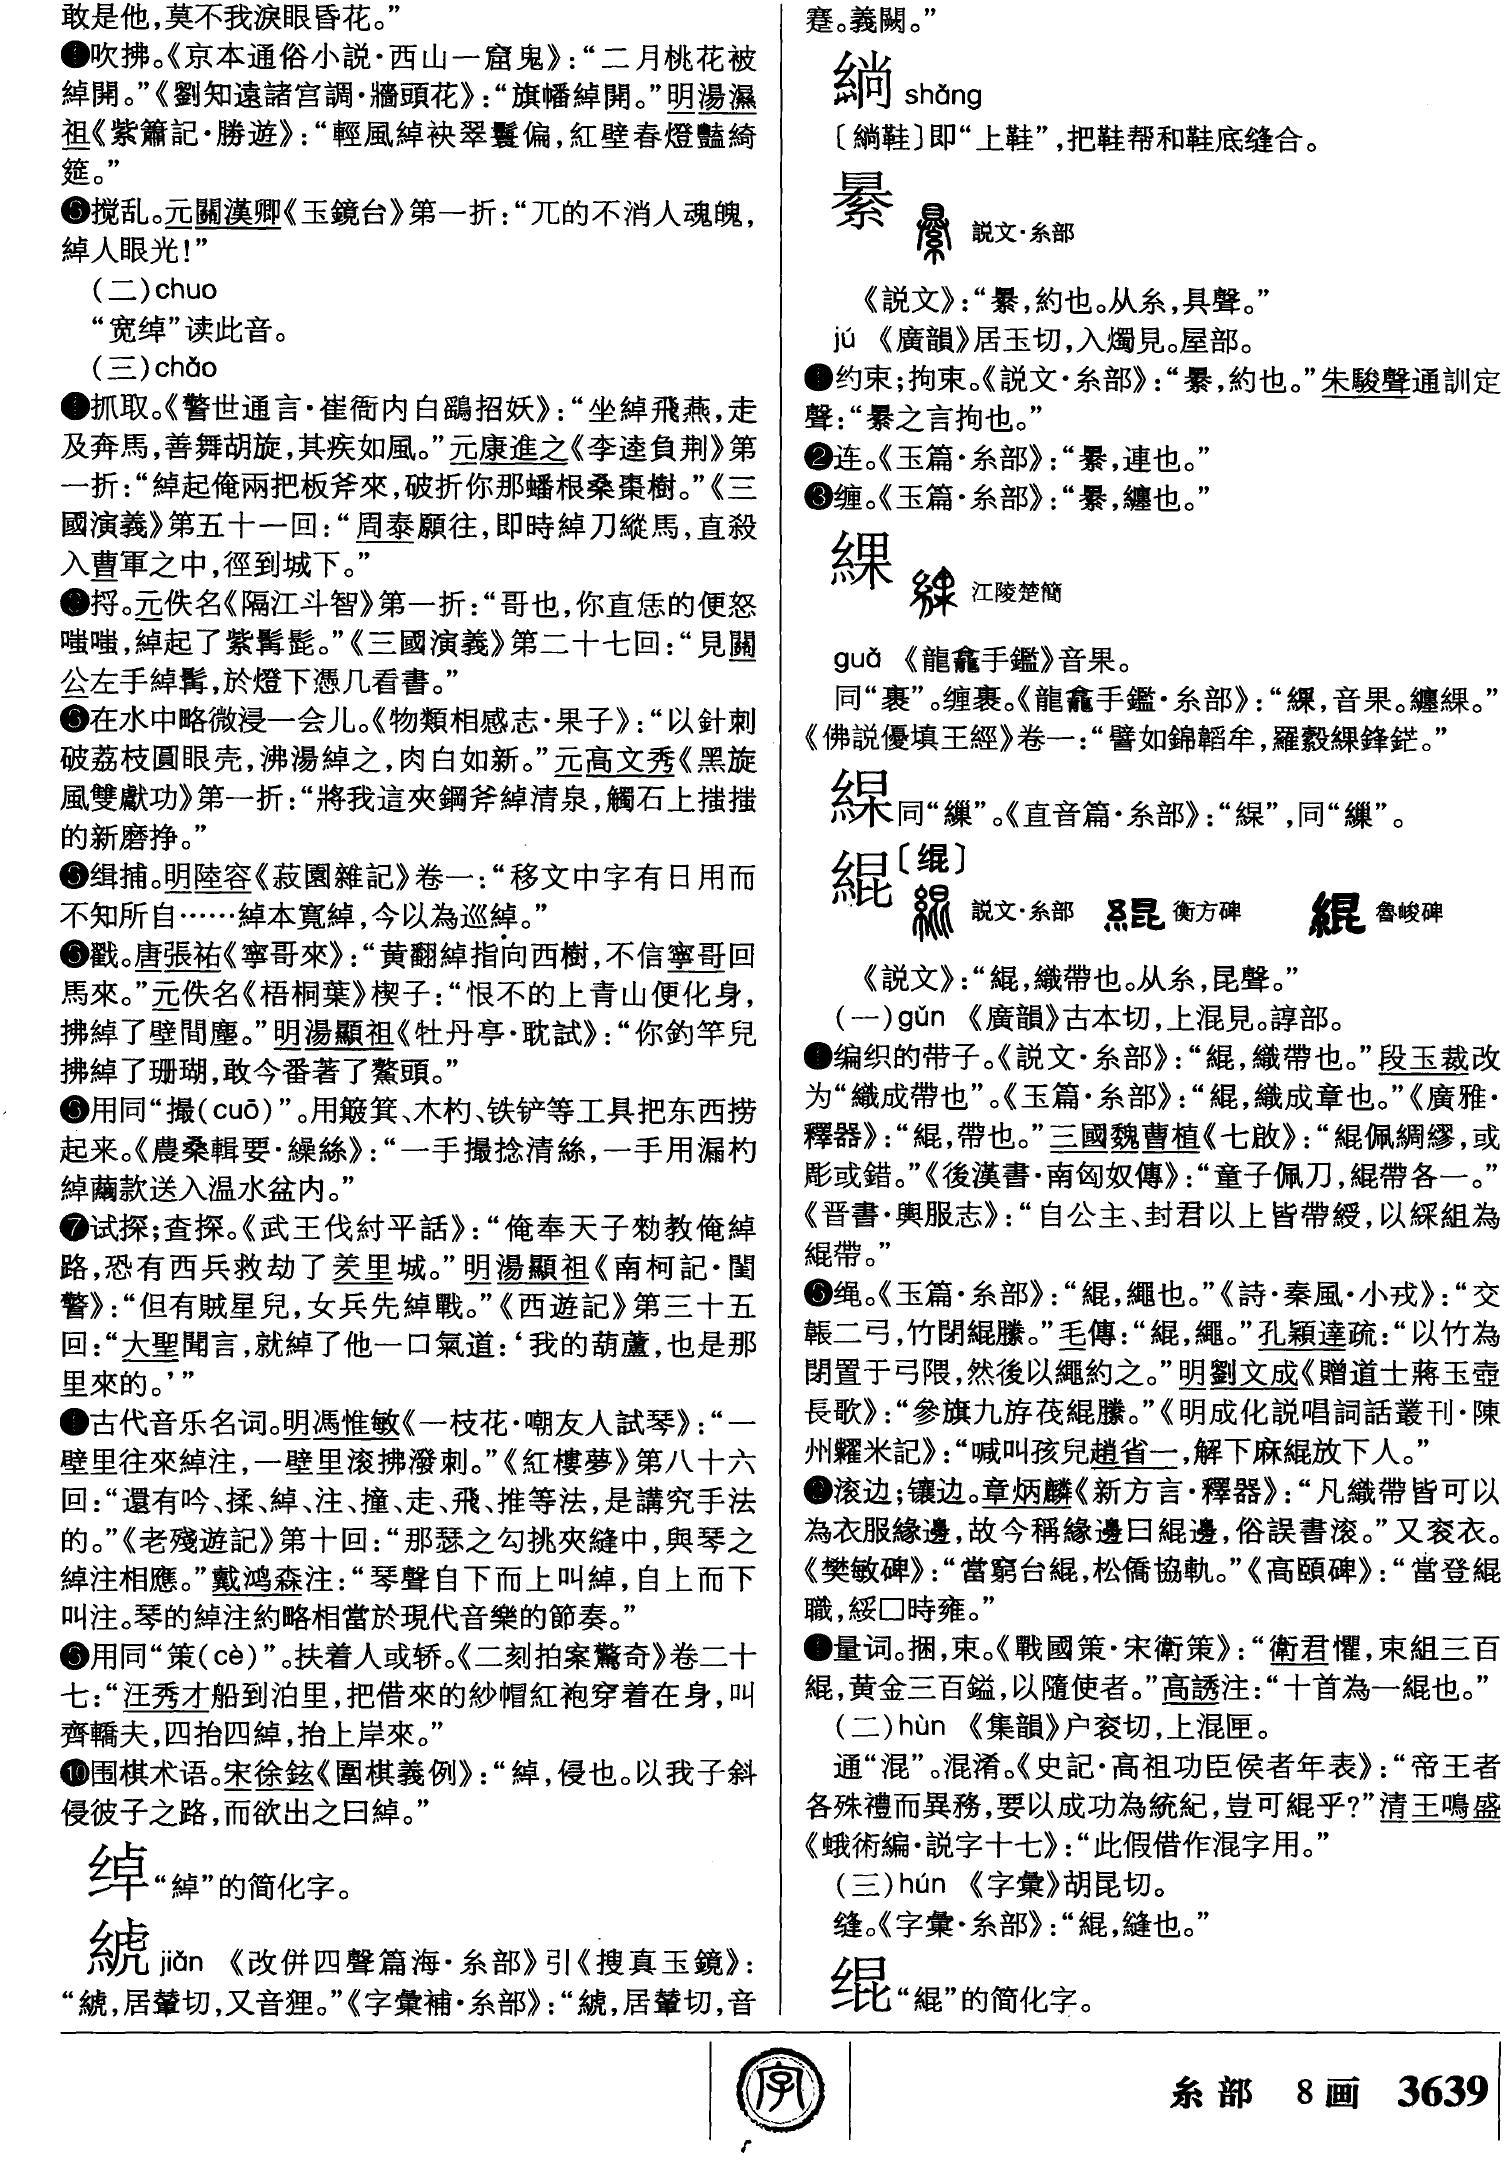 敢是他，莫不我淚眼昏花。”
❹吹拂。《京本通俗小説·西山一窟鬼》：“二月桃花被
綽開。”《劉知遠諸宫調·牆頭花》：“旗幡綽開。”明湯濕
祖《紫簫記·勝遊》：“輕風綽袂翠鬟偏，紅壁春燈豔綺
筵。”
❺搅乱。元關漢卿《玉鏡台》第一折：“兀的不消人魂魄，
綽人眼光！”
（二）chuo
“宽绰”读此音。
（三）chǎo
❶抓取。《警世通言·崔衙内白鷂招妖》：“坐綽飛燕，走
及奔馬，善舞胡旋，其疾如風。”元康進之《李逵負荆》第
一折：“綽起俺兩把板斧來，破折你那蟠根桑棗樹。”《三
國演義》第五十一回：“周泰願往，即時綽刀縱馬，直殺
入曹軍之中，徑到城下。”
❷捋。元佚名《隔江斗智》第一折：“哥也，你直恁的便怒
嗤嗤，綽起了紫髯髭。”《三國演義》第二十七回：“見關
公左手綽髯，於燈下憑几看書。”
❸在水中略微浸一会儿。《物類相感志·果子》：“以針刺
破荔枝圓眼壳，沸湯綽之，肉白如新。”元高文秀《黑旋
風雙獻功》第一折：“將我這夾鋼斧綽清泉，觸石上搓搓
的新磨挣。”
缉捕。明陸容《菽園雜記》卷一：“移文中字有日用而
不知所自……綽本寬綽，今以為巡綽。”
戳。唐張祐《寧哥來》：“黄翻綽指向西樹，不信寧哥回
馬來。”元佚名《梧桐葉》楔子：“恨不的上青山便化身，
拂綽了壁間塵。”明湯顯祖《牡丹亭·耽試》：“你釣竿兒
拂綽了珊瑚，敢今番著了鰲頭。”
用同“撮（cuō）”。用簸箕、木杓、铁铲等工具把东西捞
起来。《農桑輯要·繰絲》：“一手撮捻清絲，一手用漏杓
綽繭款送入温水盆内。”
❼试探；查探。《武王伐紂平話》：“俺奉天子勑教俺綽
路，恐有西兵救劫了羑里城。”明湯顯祖《南柯記·閨
警》：“但有賊星兒，女兵先綽戰。”《西遊記》第三十五
回：“大聖聞言，就綽了他一口氣道：‘我的葫蘆，也是那
里來的。’”
古代音乐名词。明馮惟敏《一枝花·嘲友人試琴》：“一
壁里往來綽注，一壁里滚拂潑刺。”《紅樓夢》第八十六
回：“還有吟、揉、綽、注、撞、走、飛、推等法，是講究手法
的。”《老殘遊記》第十回：“那瑟之勾挑夾縫中，與琴之
綽注相應。”戴鸿森注：“琴聲自下而上叫綽，自上而下
叫注。琴的綽注約略相當於現代音樂的節奏。”
用同“策（cè）”。扶着人或轿。《二刻拍案驚奇》卷二十
七：“汪秀才船到泊里，把借來的紗帽紅袍穿着在身，叫
齊轎夫，四抬四綽，抬上岸來。”
❿围棋术语。宋徐鉉《圍棋義例》：“綽，侵也。以我子斜
侵彼子之路，而欲出之曰綽。”
绰“綽”的简化字。
䖍jiǎn 《改併四聲篇海·糸部》引《搜真玉鏡》：
居輦切，又音狸。”《字彙補·糸部》：居輦切，音
蹇。義闕。”
緔shǎng
〔緔鞋〕即“上鞋”，把鞋帮和鞋底缝合。
䋰 説文·糸部
《説文》：約也。从糸，具聲。”
jú 《廣韻》居玉切，入燭見。屋部。
❶约束；拘束。《説文·糸部》：約也。”朱駿聲通訓定
聲：之言拘也。”
❷连。《玉篇·糸部》：連也。”
❸缠。《玉篇·糸部》：纏也。”
綶 江陵楚簡
guǎ 《龍龕手鑑》音果。
同“裹”。缠裹。《龍龕手鑑·糸部》：“綶，音果。纏綶。”
《佛説優填王經》卷一：“譬如錦韜牟，羅縠綶鋒鋩。”
同“繅”。《直音篇·糸部》：同“繅”。
緄〔绲〕 説文·糸部 衡方碑 魯峻碑
《説文》：“緄，織帶也。从糸，昆聲。”
（一）gǔn 《廣韻》古本切，上混見。諄部。
❶编织的带子。《説文·糸部》：“緄，織帶也。”段玉裁改
为“織成帶也”。《玉篇·糸部》：“緄，織成章也。”《廣雅·
釋器》：“緄，帶也。”三國魏曹植《七啟》：“緄佩綢繆，或
彫或錯。”《後漢書·南匈奴傳》：“童子佩刀，緄帶各一。”
《晋書·輿服志》：“自公主、封君以上皆帶綬，以綵組為
緄帶。”
绳。《玉篇·糸部》：“緄，繩也。”《詩·秦風·小戎》：“交
韔二弓，竹閉緄縢。”毛傳：“緄，繩。”孔穎達疏：“以竹為
閉置于弓隈，然後以繩約之。”明劉文成《贈道士蔣玉壺
長歌》：“參旗九斿茷緄縢。”《明成化説唱詞話叢刊·陳
州糶米記》：“喊叫孩兒趙省一，解下麻緄放下人。”
滚边；镶边。章炳麟《新方言·釋器》：“凡織帶皆可以
為衣服緣邊，故今稱緣邊曰緄邊，俗誤書滚。”又衮衣。
《樊敏碑》：“當窮台緄，松僑協軌。”《高頤碑》：“當登緄
職，綏□時雍。”
量词。捆，束。《戰國策·宋衛策》：“衛君懼，束組三百
緄，黄金三百鎰，以隨使者。”高誘注：“十首為一緄也。”
（二）hùn 《集韻》户衮切，上混匣。
通“混”。混淆。《史記·高祖功臣侯者年表》：“帝王者
各殊禮而異務，要以成功為統紀，豈可緄乎？”清王鳴盛
《蛾術編·説字十七》：“此假借作混字用。”
（三）hún 《字彙》胡昆切。
缝。《字彙·糸部》：“緄，縫也。”
绲“緄”的简化字。
字
糸部 8画 3639